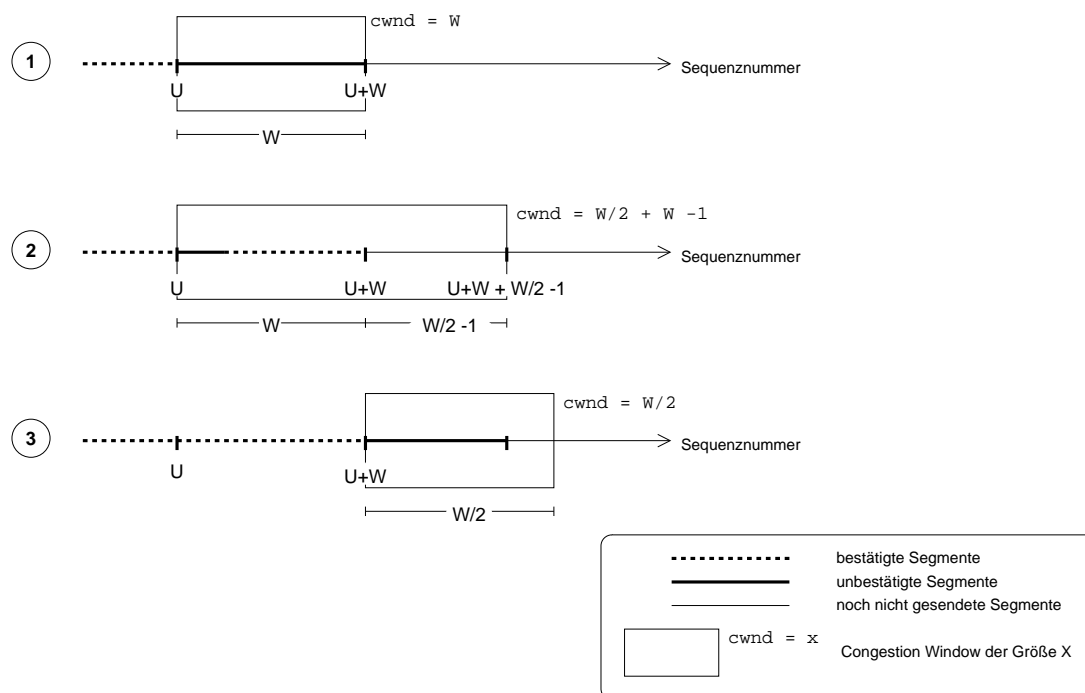 cwnd = W
1
Sequenznummer
U
U+W
W
cwnd = W/2 + W -1
2
Sequenznummer
U
U+W
U+W + W/2 -1
W
W/2 -1
cwnd = W/2
3
Sequenznummer
U
U+W
W/2
bestätigte Segmente
unbestätigte Segmente
noch nicht gesendete Segmente
cwnd = x
Congestion Window der Größe X